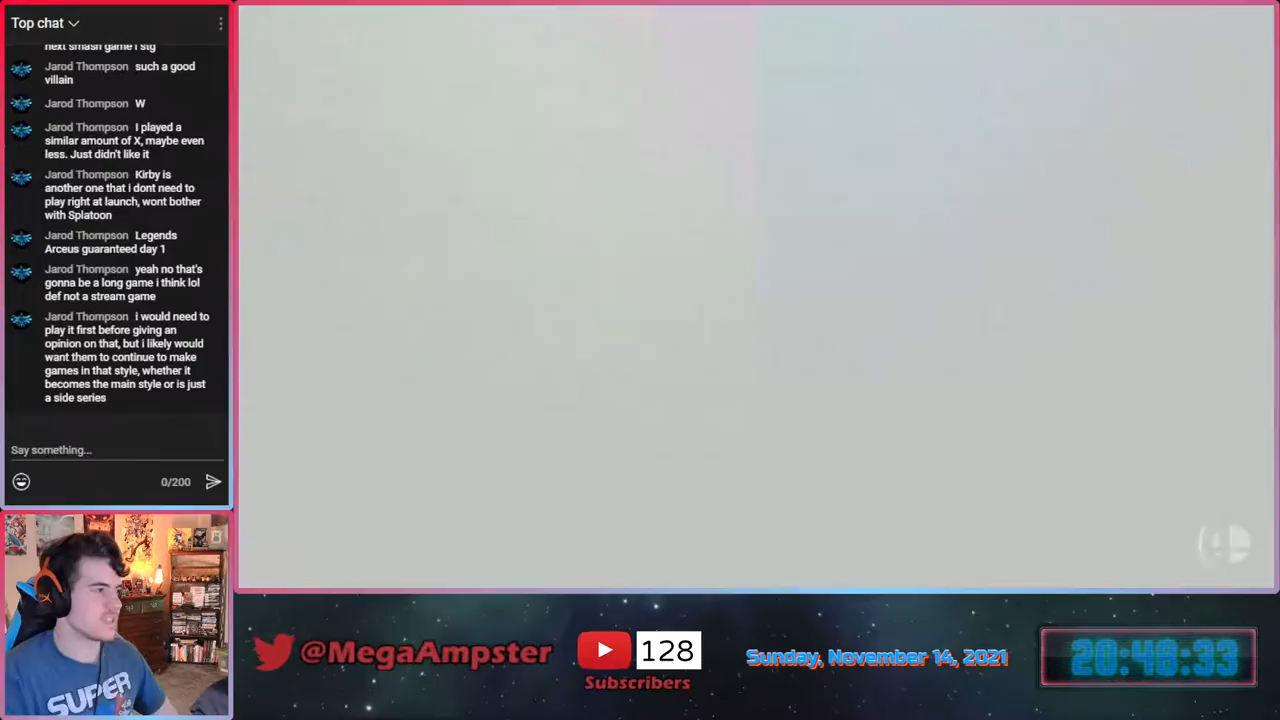 Top chat
next smash game i stg
Jarod Thompson such a good
villain
Jarod Thompson W
Jarod Thompson I played a
similar amount of X, maybe even
less. Just didn't like it
Jarod Thompson Kirby is
another one that i dont need to
play right at launch, wont bother
with Splatoon
Jarod Thompson Legends
Arceus guaranteed day 1
Jarod Thompson yeah no that's
gonna be a long game i think lol
def not a stream game
Jarod Thompson i would need to
play it first before giving an
opinion on that, but i likely would
want them to continue to make
games in that style, whether it
becomes the main style or is just
a side series
Say something...
0/200
SUPER
@MegaAmpster
128
Subscribers
Sunday, November 14, 2021
20:48:33